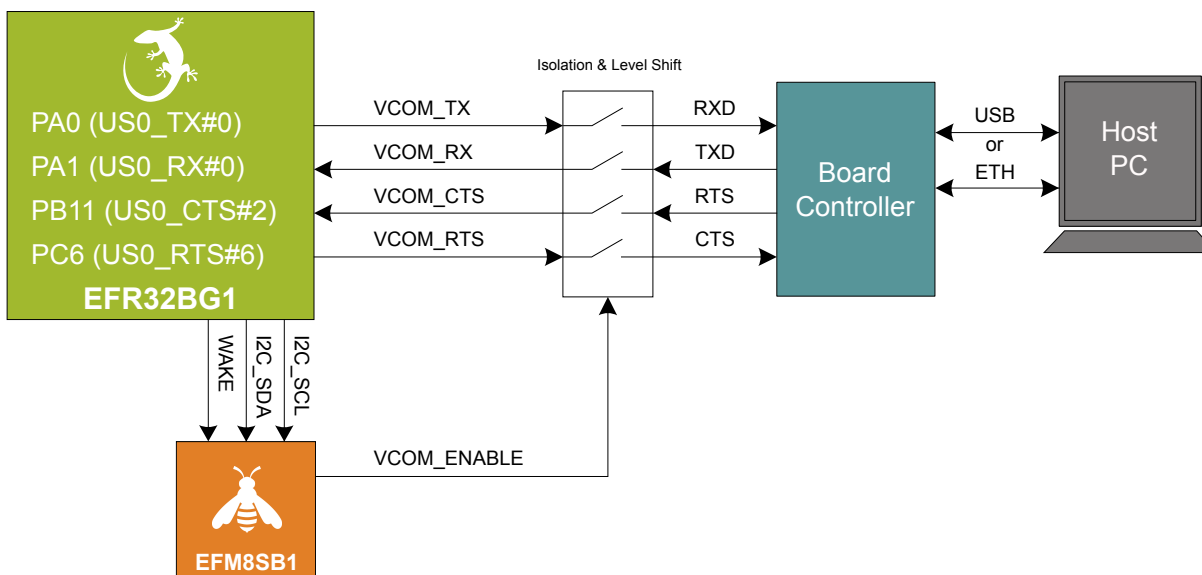 Isolation & Level Shift
PA0 (US0_TX#0)
PA1 (US0_RX#0)
PB11 (US0_CTS#2)
PC6 (US0_RTS#6)
EFR32BG1
VCOM_TX
VCOM_RX
VCOM_CTS
VCOM_RTS
RXD
TXD
RTS
CTS
Board
Controller
USB
or
ETH
Host
PC
WAKE
I2C_SDA
I2C_SCL
VCOM_ENABLE
EFM8SB1